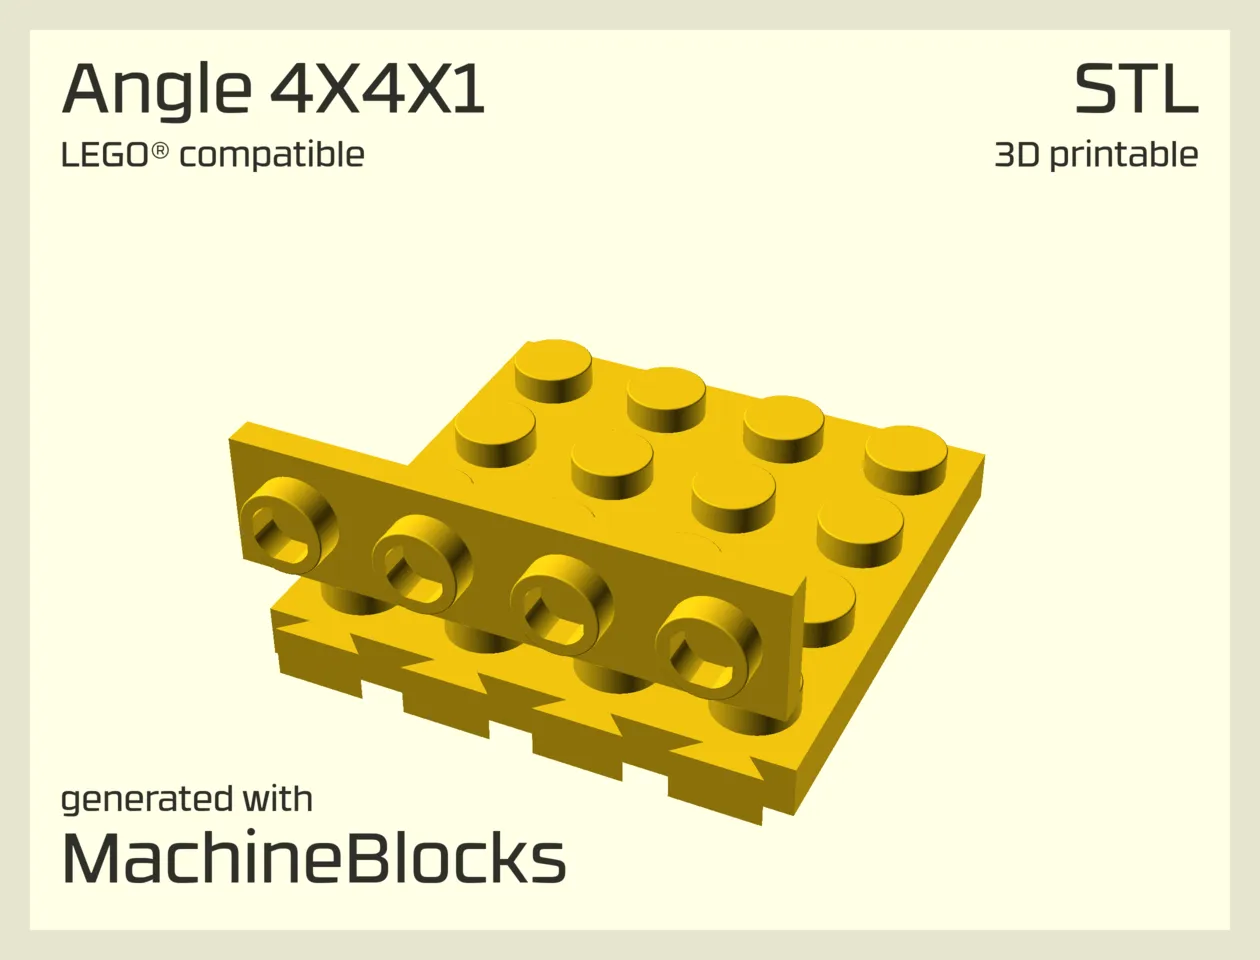 Angle 4X4X1
LEGO® compatible
STL
3D printable
generated with
MachineBlocks